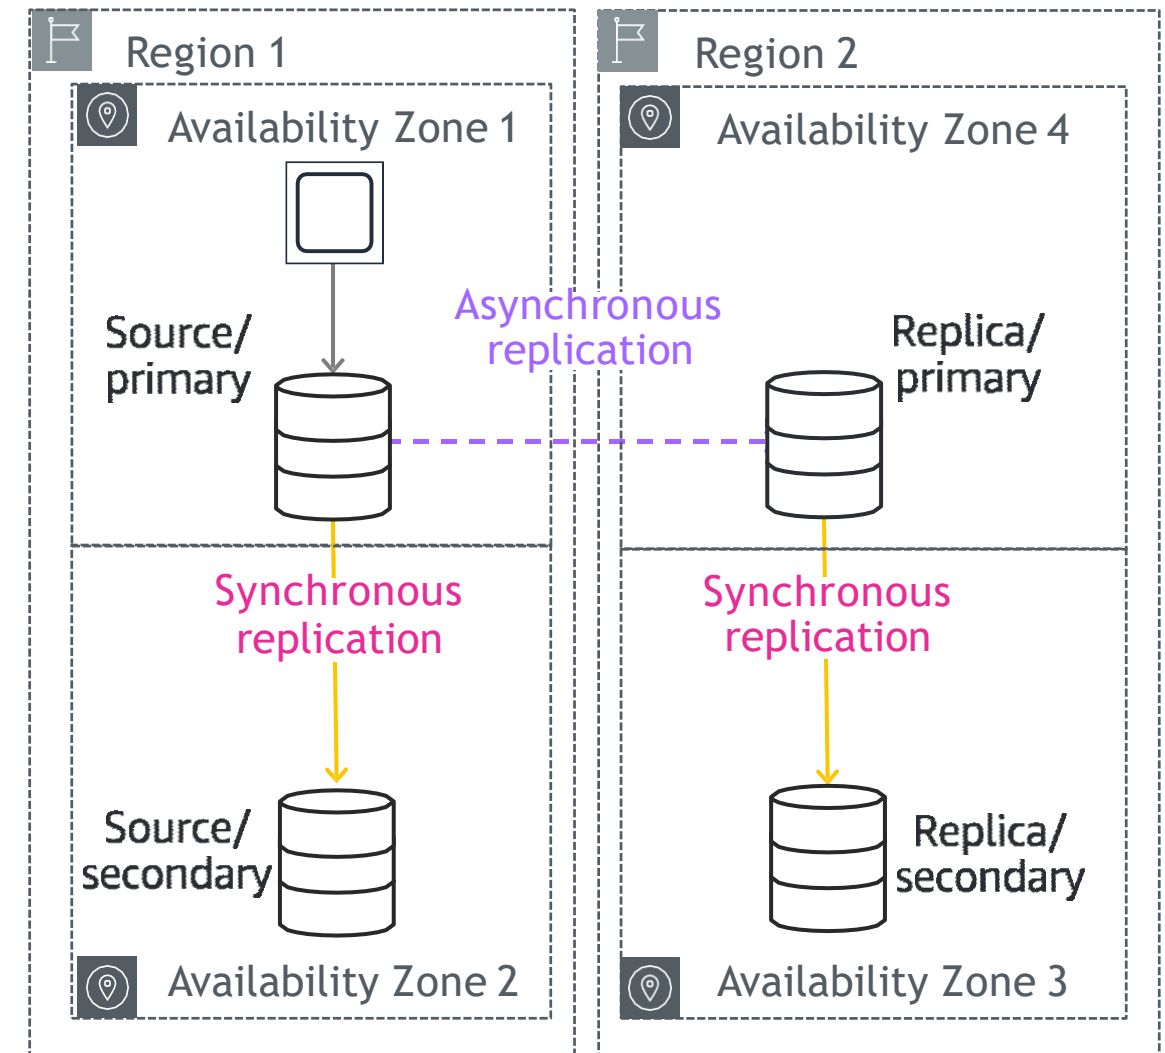 Region 1
Region 2
Availability Zone 1
Availability Zone 4
Asynchronous
replication
Source/
primary
Replica/
primary
Synchronous
replication
Synchronous
replication
Source/
secondary
Replica/
secondary
Availability Zone 2
Availability Zone 3